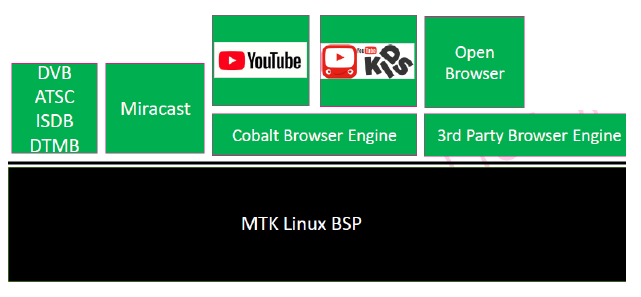 DVB
ATSC
ISDB
DTMB
Miracast
YouTube
YouTube
KIDS
Open
Browser
Cobalt Browser Engine
3rd Party Browser Engine
MTK Linux BSP